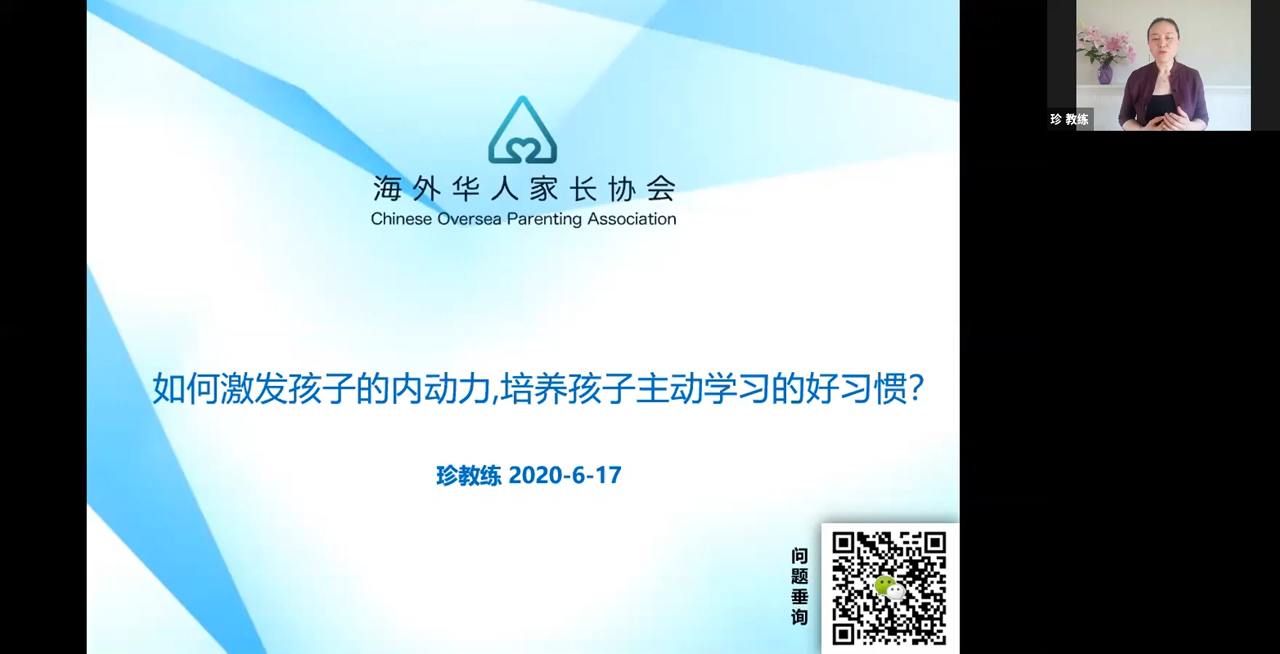 海外华人家长协会
Chinese Oversea Parenting Association
如何激发孩子的内动力,培养孩子主动学习的好习惯?
珍教练 2020-6-17
问题垂询
珍 教练